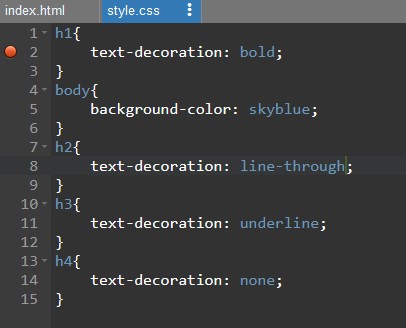 index.html style.css
1 h1{
2 text-decoration: bold;
3 }
4 body{
5 background-color: skyblue;
6 }
7 h2{
8 text-decoration: line-through;
9 }
10 h3{
11 text-decoration: underline;
12 }
13 h4{
14 text-decoration: none;
15 }